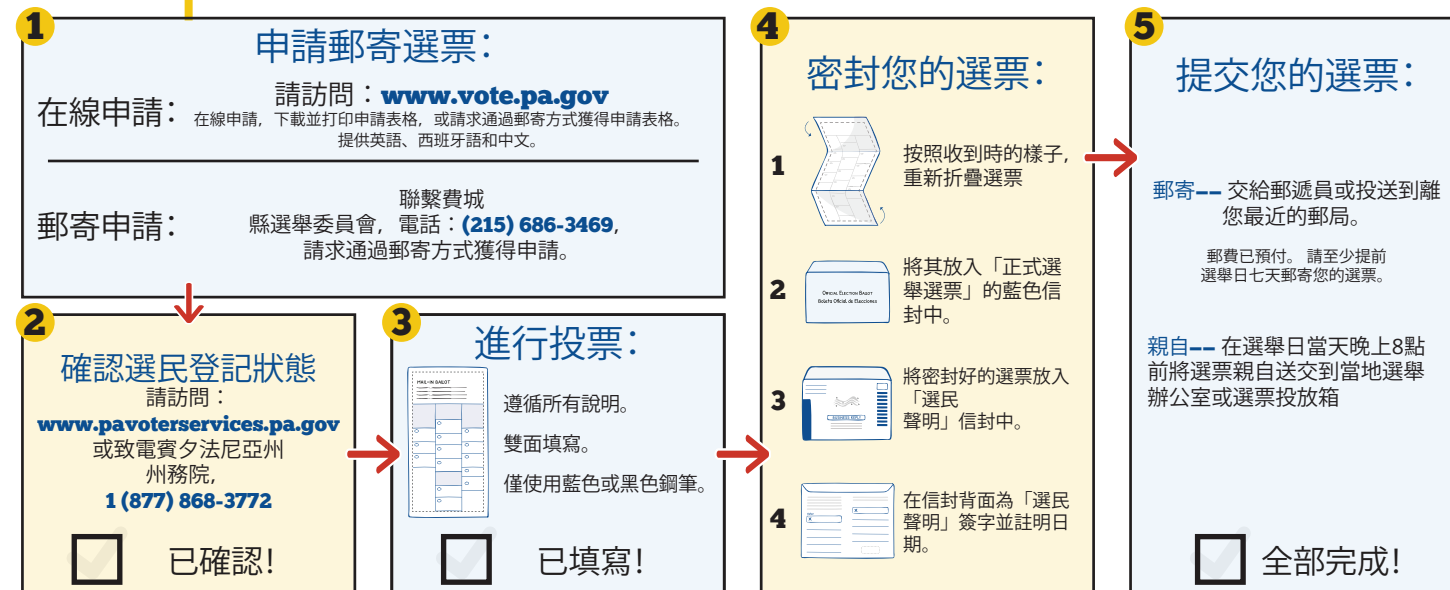 1
申請郵寄選票：
在線申請：
請訪問：www.vote.pa.gov
在線申請，下載並打印申請表格，或請求通過郵寄方式獲得申請表格。
提供英語、西班牙語和中文。
郵寄申請：
聯繫費城
縣選舉委員會，電話：(215) 686-3469，
請求通過郵寄方式獲得申請。
2
確認選民登記狀態
請訪問：
www.pavoterservices.pa.gov
或致電賓夕法尼亞州
州務院，
1 (877) 868-3772
已確認！
3
進行投票：
MAIL-IN BALLOT
遵循所有說明。
雙面填寫。
僅使用藍色或黑色鋼筆。
已填寫！
4
密封您的選票：
1
按照收到時的樣子，
重新折疊選票
2
Official Election Ballot
Boleta Oficial de Elecciones
將其放入「正式選
舉選票」的藍色信
封中。
3
BUSINESS REPLY
將密封好的選票放入
「選民
聲明」信封中。
4
在信封背面為「選民
聲明」簽字並註明日
期。
5
提交您的選票：
郵寄–– 交給郵遞員或投送到離
您最近的郵局。
郵費已預付。 請至少提前
選舉日七天郵寄您的選票。
親自–– 在選舉日當天晚上8點
前將選票親自送交到當地選舉
辦公室或選票投放箱
全部完成！